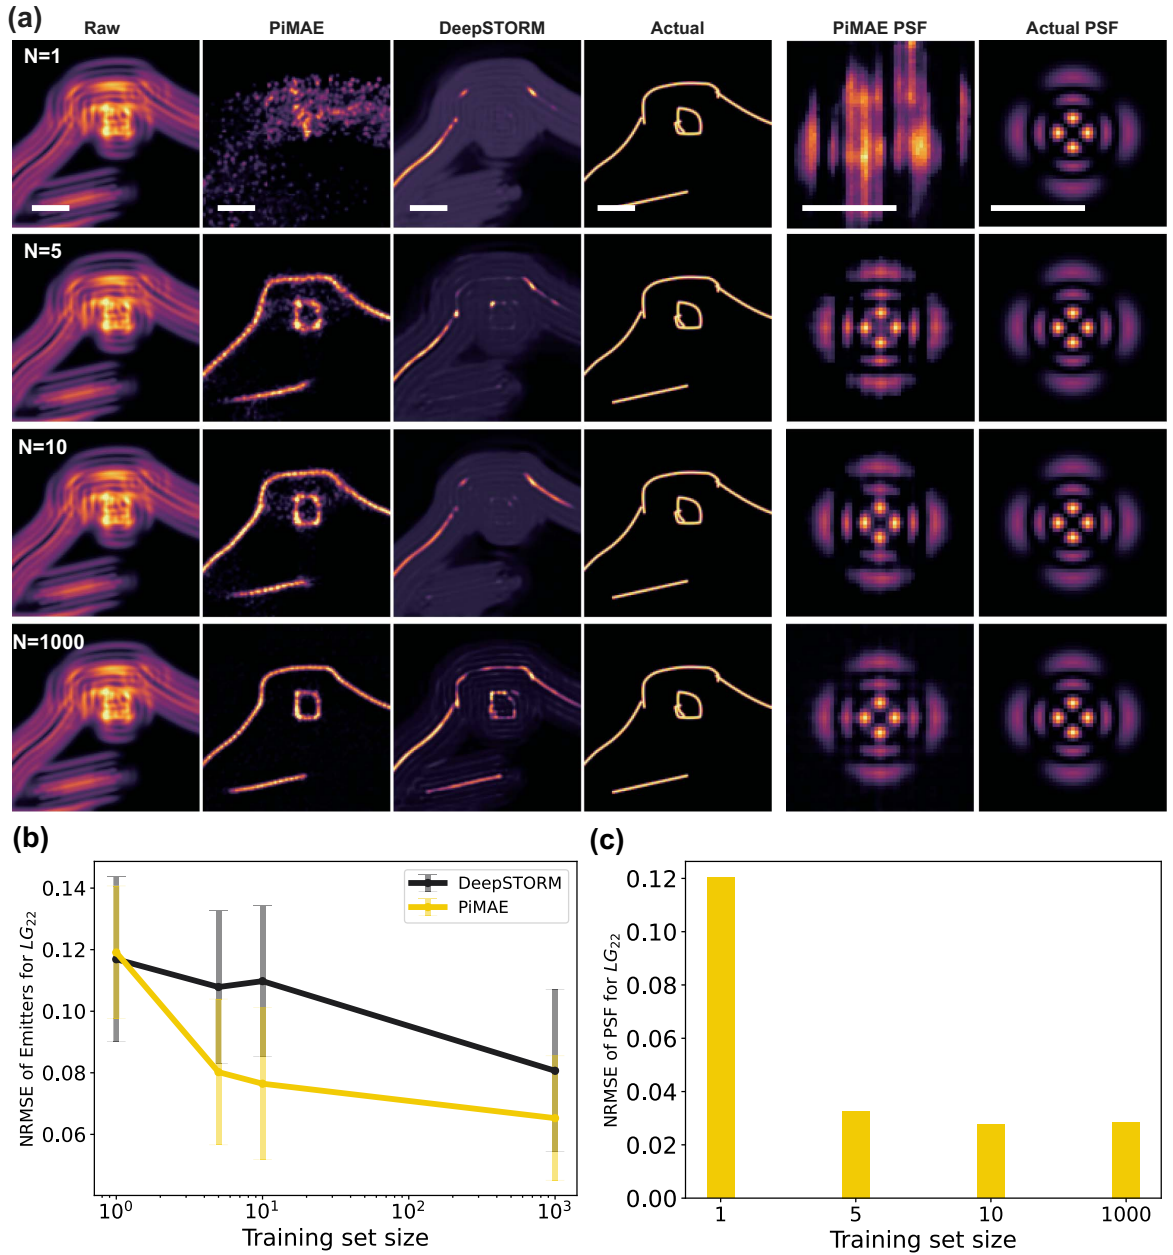 (a)
Raw PiMAE DeepSTORM Actual PiMAE PSF Actual PSF
N=1
N=5
N=10
N=1000
(b)
NRMSE of Emitters for LG22
0.14
0.12
0.10
0.08
0.06
DeepSTORM
PiMAE
10^0 10^1 10^2 10^3
Training set size
(c)
NRMSE of PSF for LG22
0.12
0.10
0.08
0.06
0.04
0.02
0.00
1 5 10 1000
Training set size